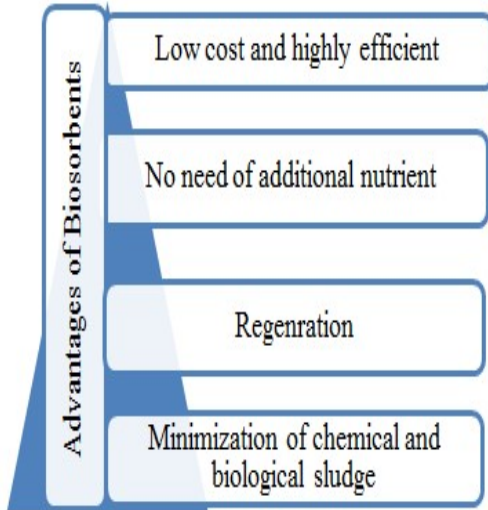 Advantages of Biosorbents
Low cost and highly efficient
No need of additional nutrient
Regenration
Minimization of chemical and
biological sludge